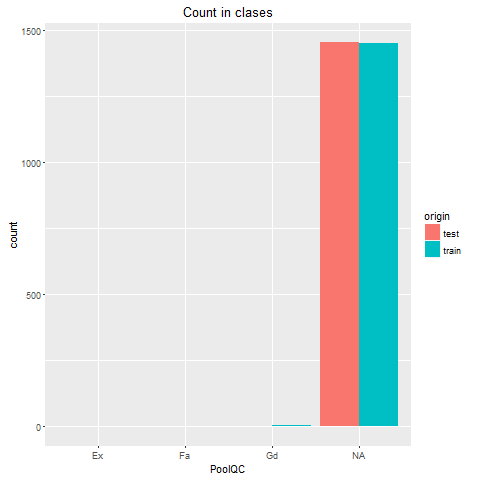 Count in clases
1500
1000
500
0
count
Ex Fa Gd NA
PoolQC
origin
test
train